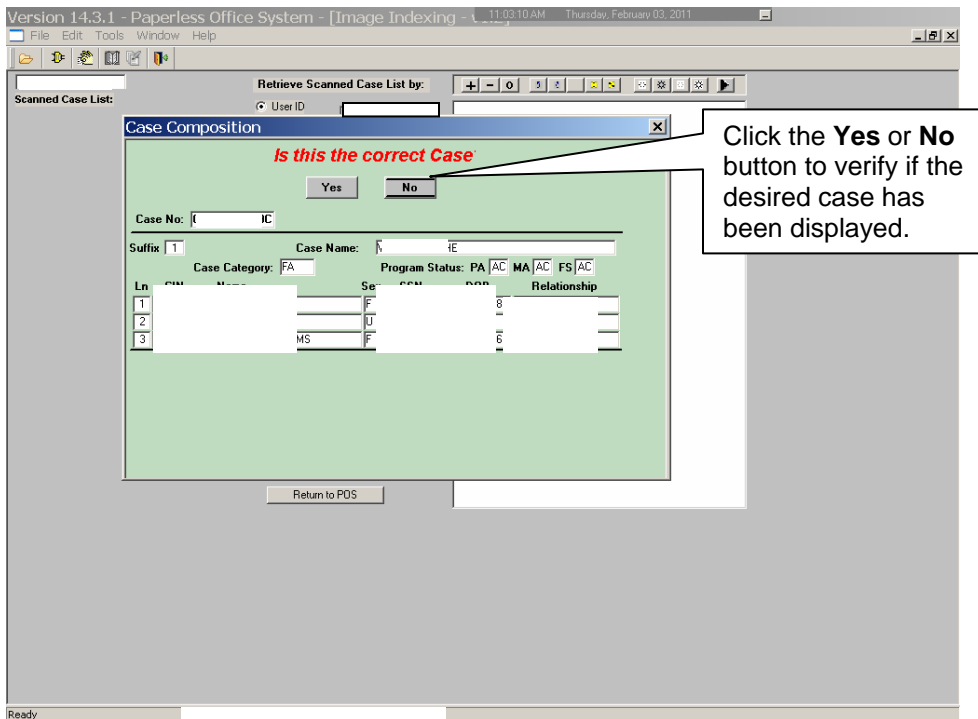 Version 14.3.1 - Paperless Office System - [Image Indexing -
11:03:10 AM Thursday, February 03, 2011
File Edit Tools Window Help
Retrieve Scanned Case List by:
Scanned Case List:
User ID
Case Composition
Is this the correct Case
Yes No
Case No:
Suffix 1 Case Name: HE
Case Category: FA Program Status: PA AC MA AC FS AC
Ln Name Relationship
1 F 8
2 U
3 MS F 6
Return to POS
Click the Yes or No
button to verify if the
desired case has
been displayed.
Ready